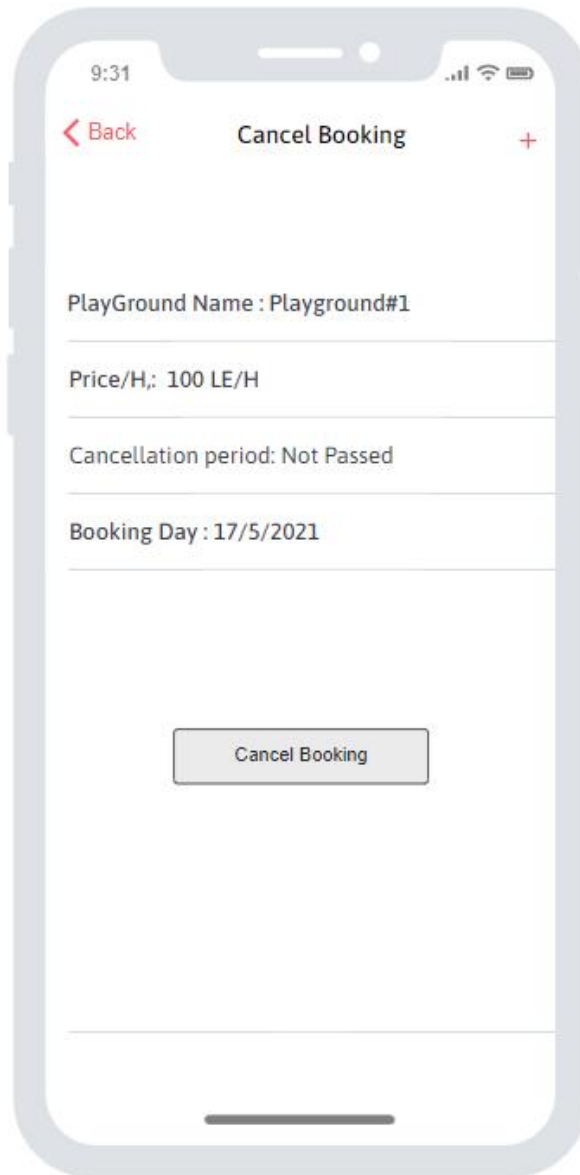 9:31
Back
Cancel Booking
+
PlayGround Name : Playground#1
Price/H,: 100 LE/H
Cancellation period: Not Passed
Booking Day : 17/5/2021
Cancel Booking